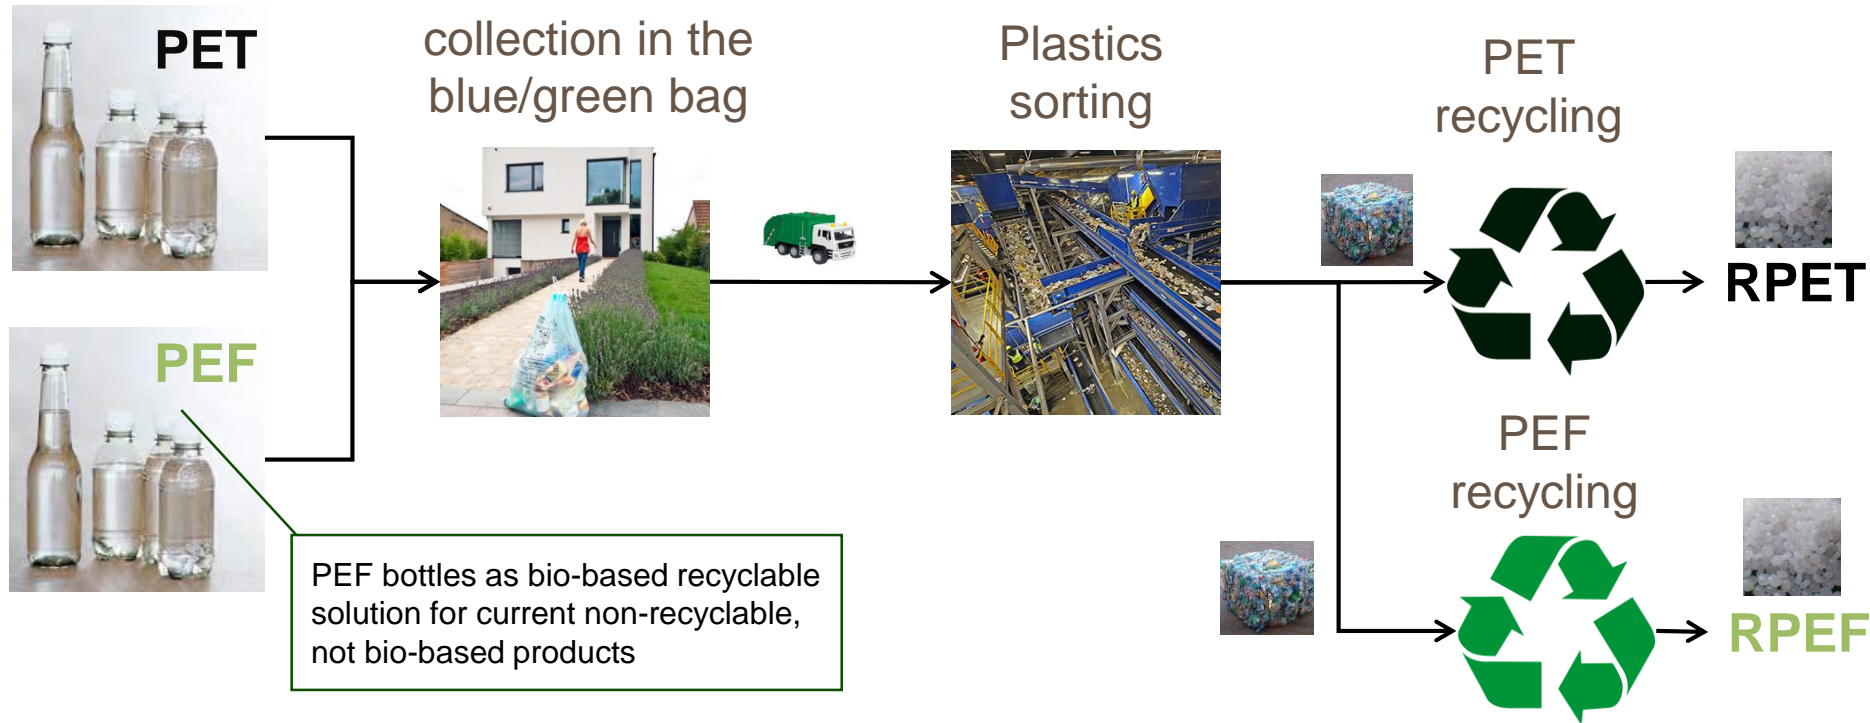 PET
collection in the
blue/green bag
Plastics
sorting
PET
recycling
RPET
PEF
PEF
recycling
RPEF
PEF bottles as bio-based recyclable
solution for current non-recyclable,
not bio-based products